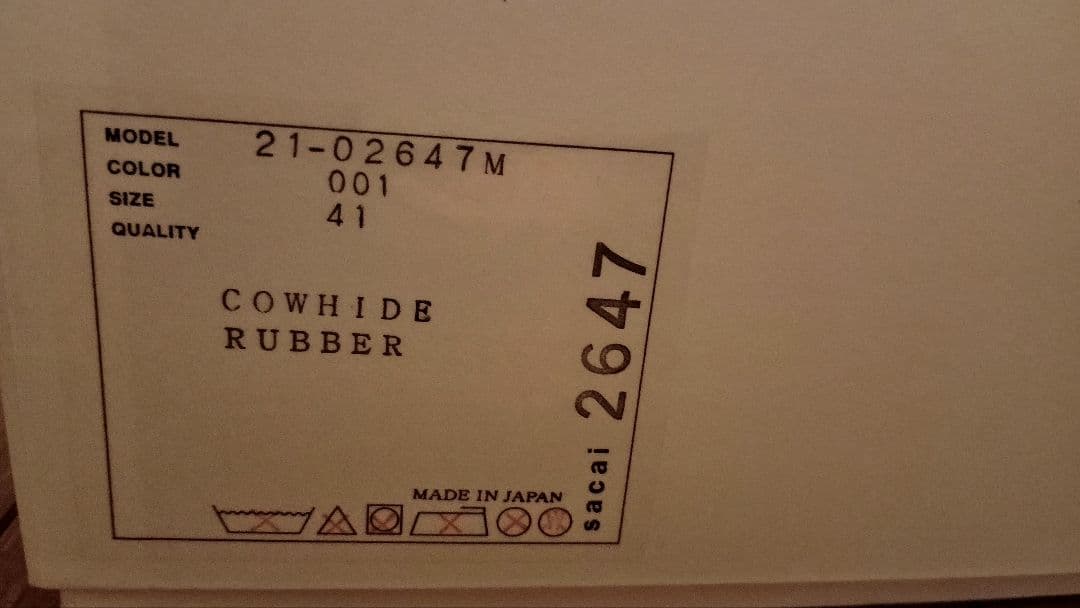 MODEL 21-02647M
COLOR 001
SIZE 41
QUALITY
COWHIDE
RUBBER
MADE IN JAPAN
sacai 2647